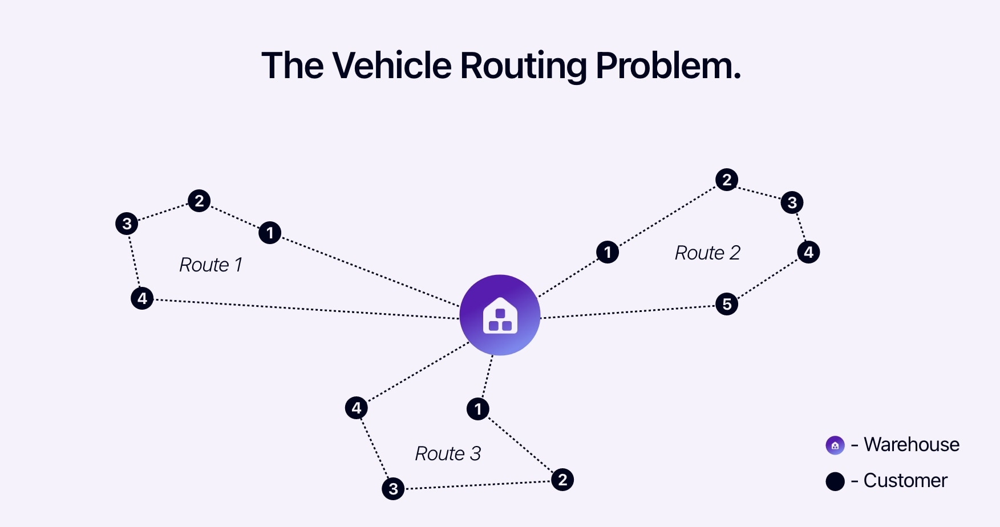 The Vehicle Routing Problem.
2
3
1
Route 1
4
2
3
1
Route 2
4
5
4
1
Route 3
3
2
- Warehouse
- Customer